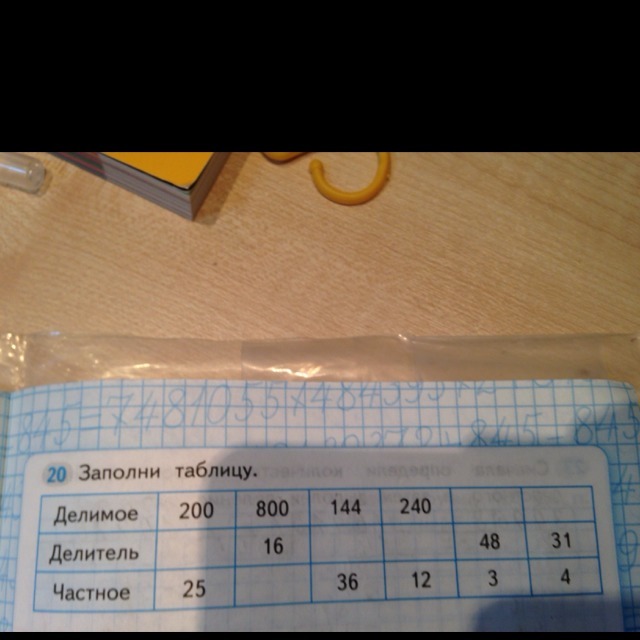 20 Заполни таблицу.
Делимое 200 800 144 240
Делитель 16 48 31
Частное 25 36 12 3 4